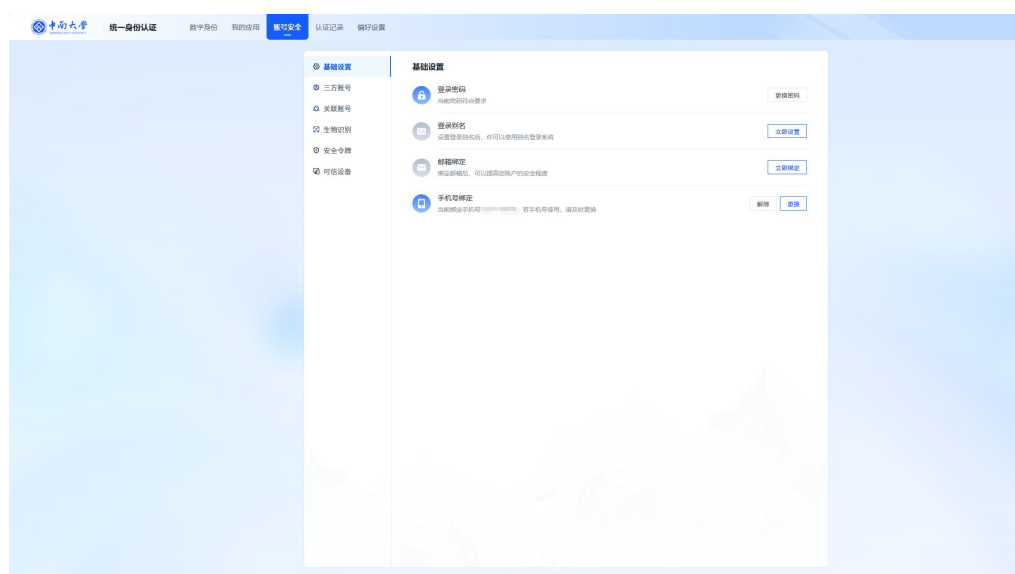 中南大学 统一身份认证 数字身份 我的应用 账号安全 认证记录 偏好设置
基础设置
三方账号
关联账号
生物识别
安全令牌
可信设备
基础设置
登录密码
当前密码符合要求
更换密码
登录别名
设置登录别名后，你可以使用别名登录系统
立即设置
邮箱绑定
绑定邮箱后，可以提高您账户的安全程度
立即绑定
手机号绑定
当前绑定手机号 若手机号停用，请及时更换
解绑 更换